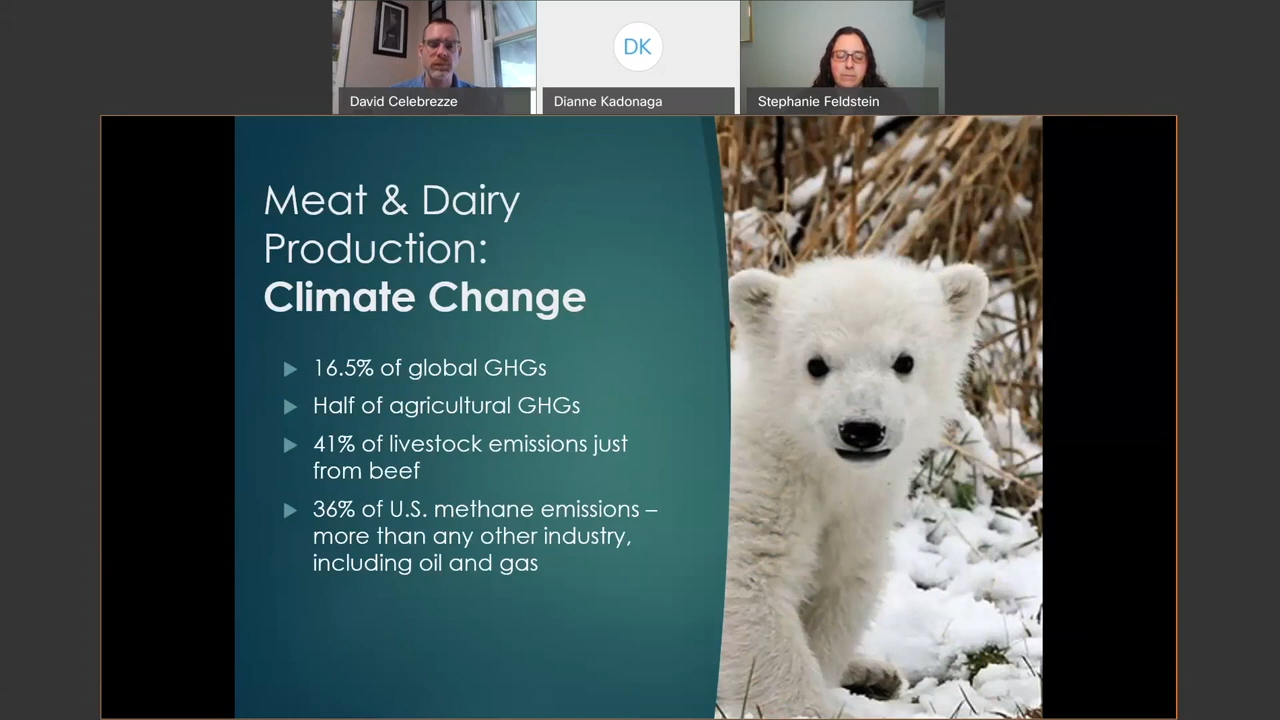 DK
David Celebrezze
Dianne Kadonaga
Stephanie Feldstein
Meat & Dairy
Production:
Climate Change
16.5% of global GHGs
Half of agricultural GHGs
41% of livestock emissions just
from beef
36% of U.S. methane emissions –
more than any other industry,
including oil and gas